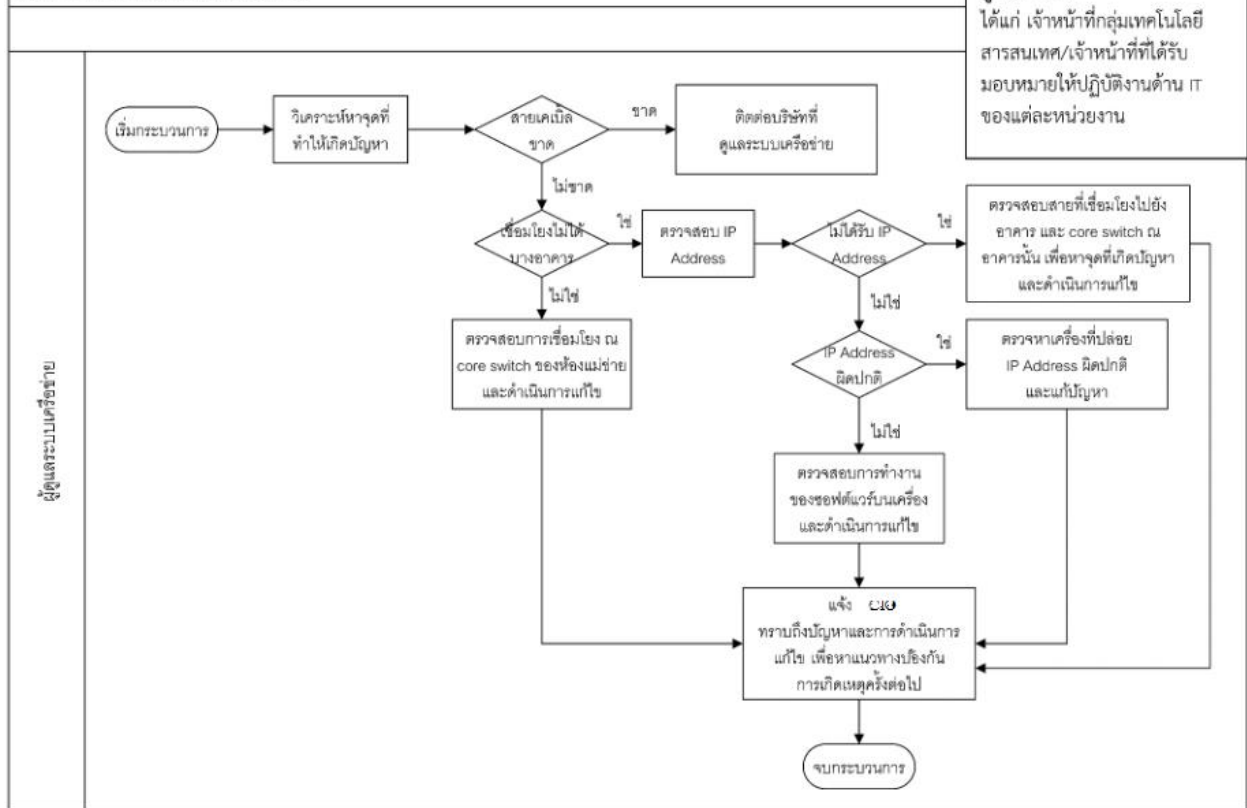 ได้แก่ เจ้าหน้าที่กลุ่มเทคโนโลยี
สารสนเทศ/เจ้าหน้าที่ที่ได้รับ
มอบหมายให้ปฏิบัติงานด้าน IT
ของแต่ละหน่วยงาน
ผู้ดูแลระบบเครือข่าย
เริ่มกระบวนการ
วิเคราะห์หาจุดที่
ทำให้เกิดปัญหา
สายเคเบิ้ล
ขาด
ขาด
ติตต่อบริษัทที่
ดูแลระบบเครือข่าย
ไม่ขาด
เชื่อมโยงไม่ได้
บางอาคาร
ใช่
ตรวจสอบ IP
Address
ไม่ได้รับ IP
Address
ใช่
ตรวจสอบสายที่เชื่อมโยงไปยัง
อาคาร และ core switch ณ
อาคารนั้น เพื่อหาจุดที่เกิดปัญหา
และดำเนินการแก้ไข
ไม่ใช่
ไม่ใช่
ตรวจสอบการเชื่อมโยง ณ
core switch ของห้องแม่ข่าย
และดำเนินการแก้ไข
IP Address
ผิดปกติ
ใช่
ตรวจหาเครื่องที่ปล่อย
IP Address ผิดปกติ
และแก้ปัญหา
ไม่ใช่
ตรวจสอบการทำงาน
ของซอฟต์แวร์บนเครื่อง
และดำเนินการแก้ไข
แจ้ง CIO
ทราบถึงปัญหาและการดำเนินการ
แก้ไข เพื่อหาแนวทางป้องกัน
การเกิดเหตุครั้งต่อไป
จบกระบวนการ